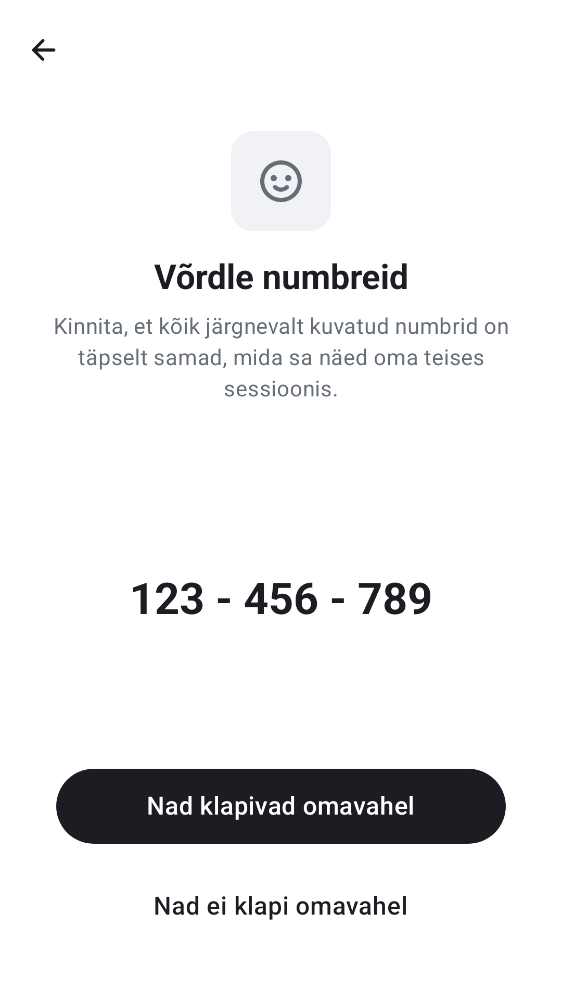 Võrdle numbreid
Kinnita, et kõik järgnevalt kuvatud numbrid on
täpselt samad, mida sa näed oma teises
sessioonis.
123 - 456 - 789
Nad klapivad omavahel
Nad ei klapi omavahel